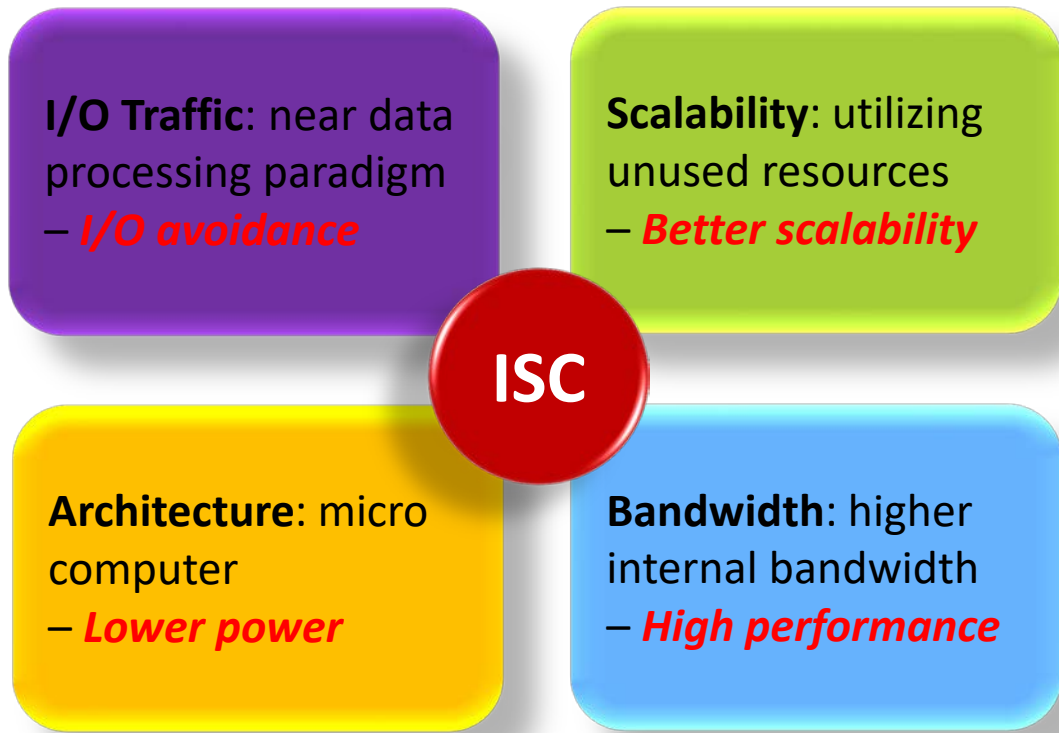 I/O Traffic: near data
processing paradigm
– I/O avoidance
Scalability: utilizing
unused resources
– Better scalability
ISC
Architecture: micro
computer
– Lower power
Bandwidth: higher
internal bandwidth
– High performance